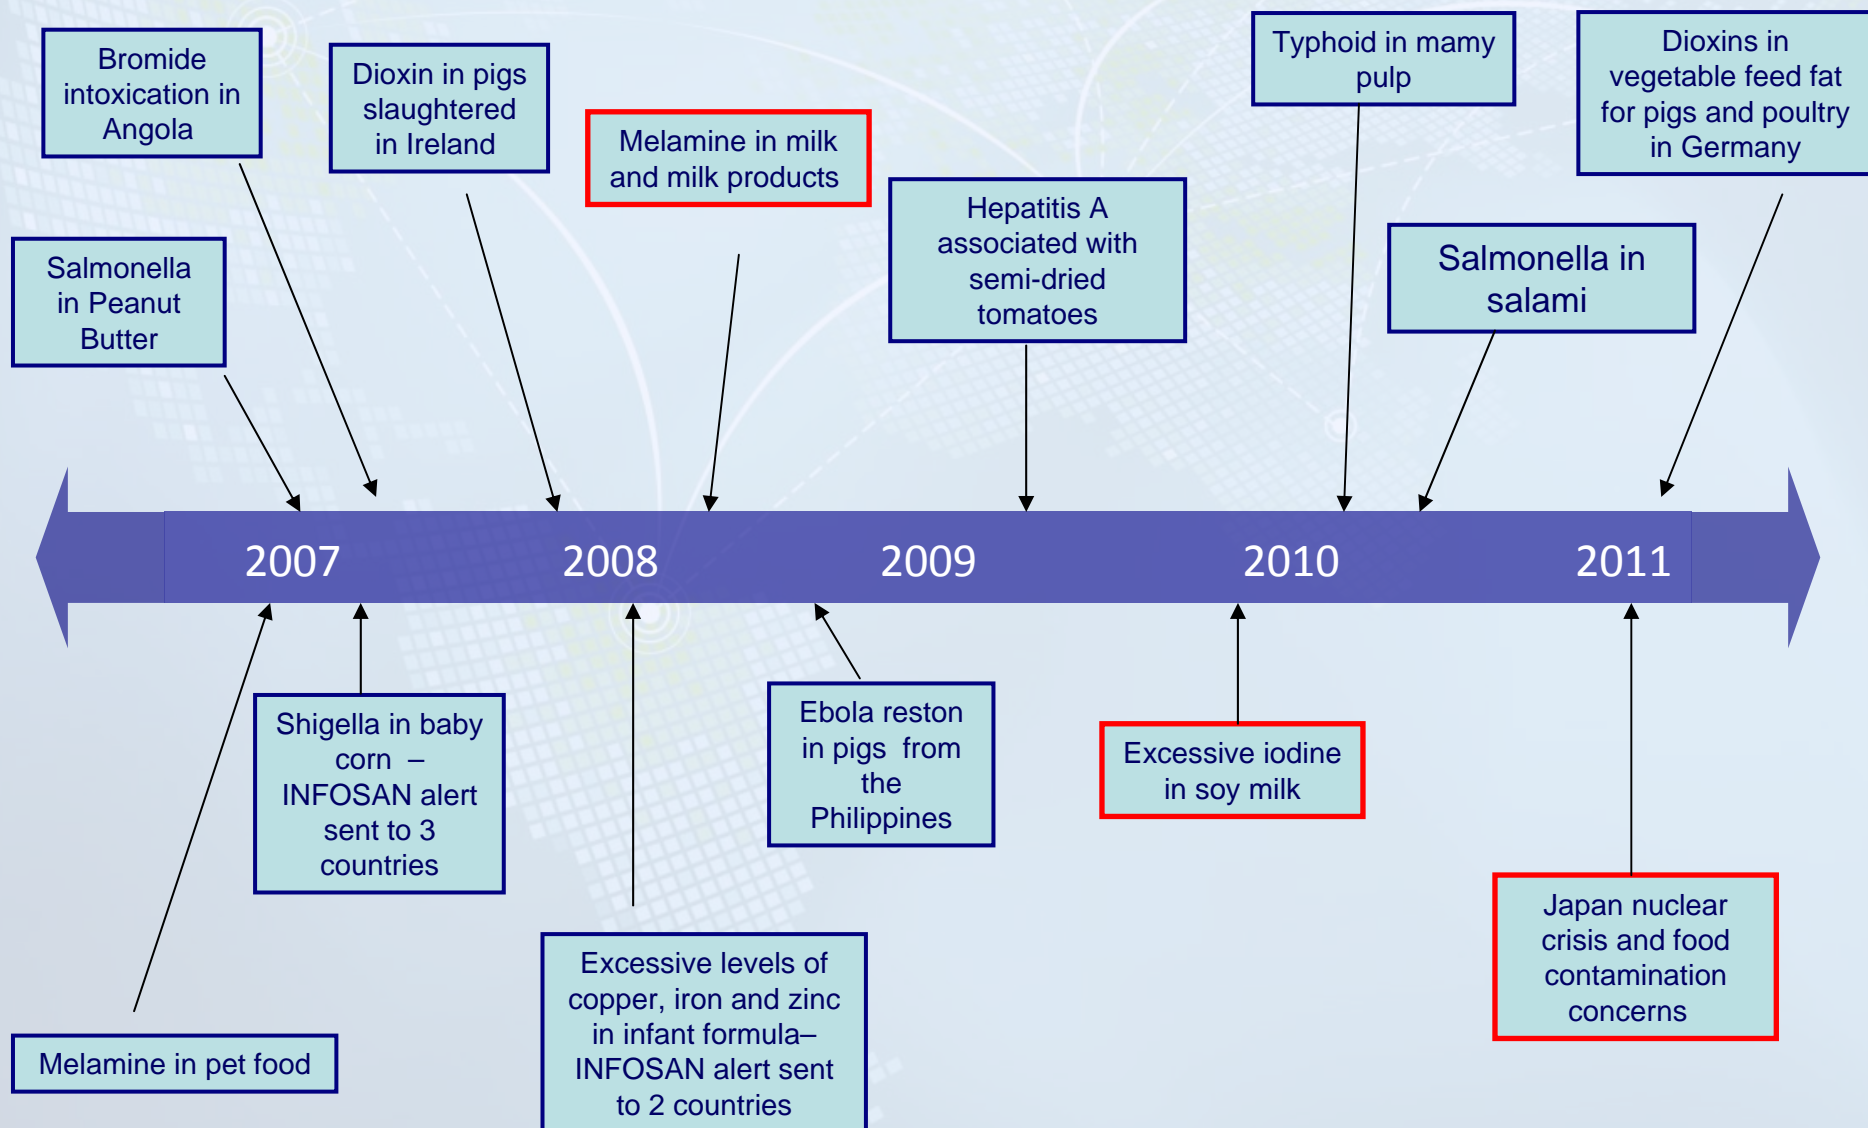 Bromide
intoxication in
Angola
Dioxin in pigs
slaughtered
in Ireland
Melamine in milk
and milk products
Typhoid in mamy
pulp
Dioxins in
vegetable feed fat
for pigs and poultry
in Germany
Salmonella
in Peanut
Butter
Hepatitis A
associated with
semi-dried
tomatoes
Salmonella in
salami
2007
2008
2009
2010
2011
Shigella in baby
corn –
INFOSAN alert
sent to 3
countries
Ebola reston
in pigs from
the
Philippines
Excessive iodine
in soy milk
Japan nuclear
crisis and food
contamination
concerns
Melamine in pet food
Excessive levels of
copper, iron and zinc
in infant formula–
INFOSAN alert sent
to 2 countries